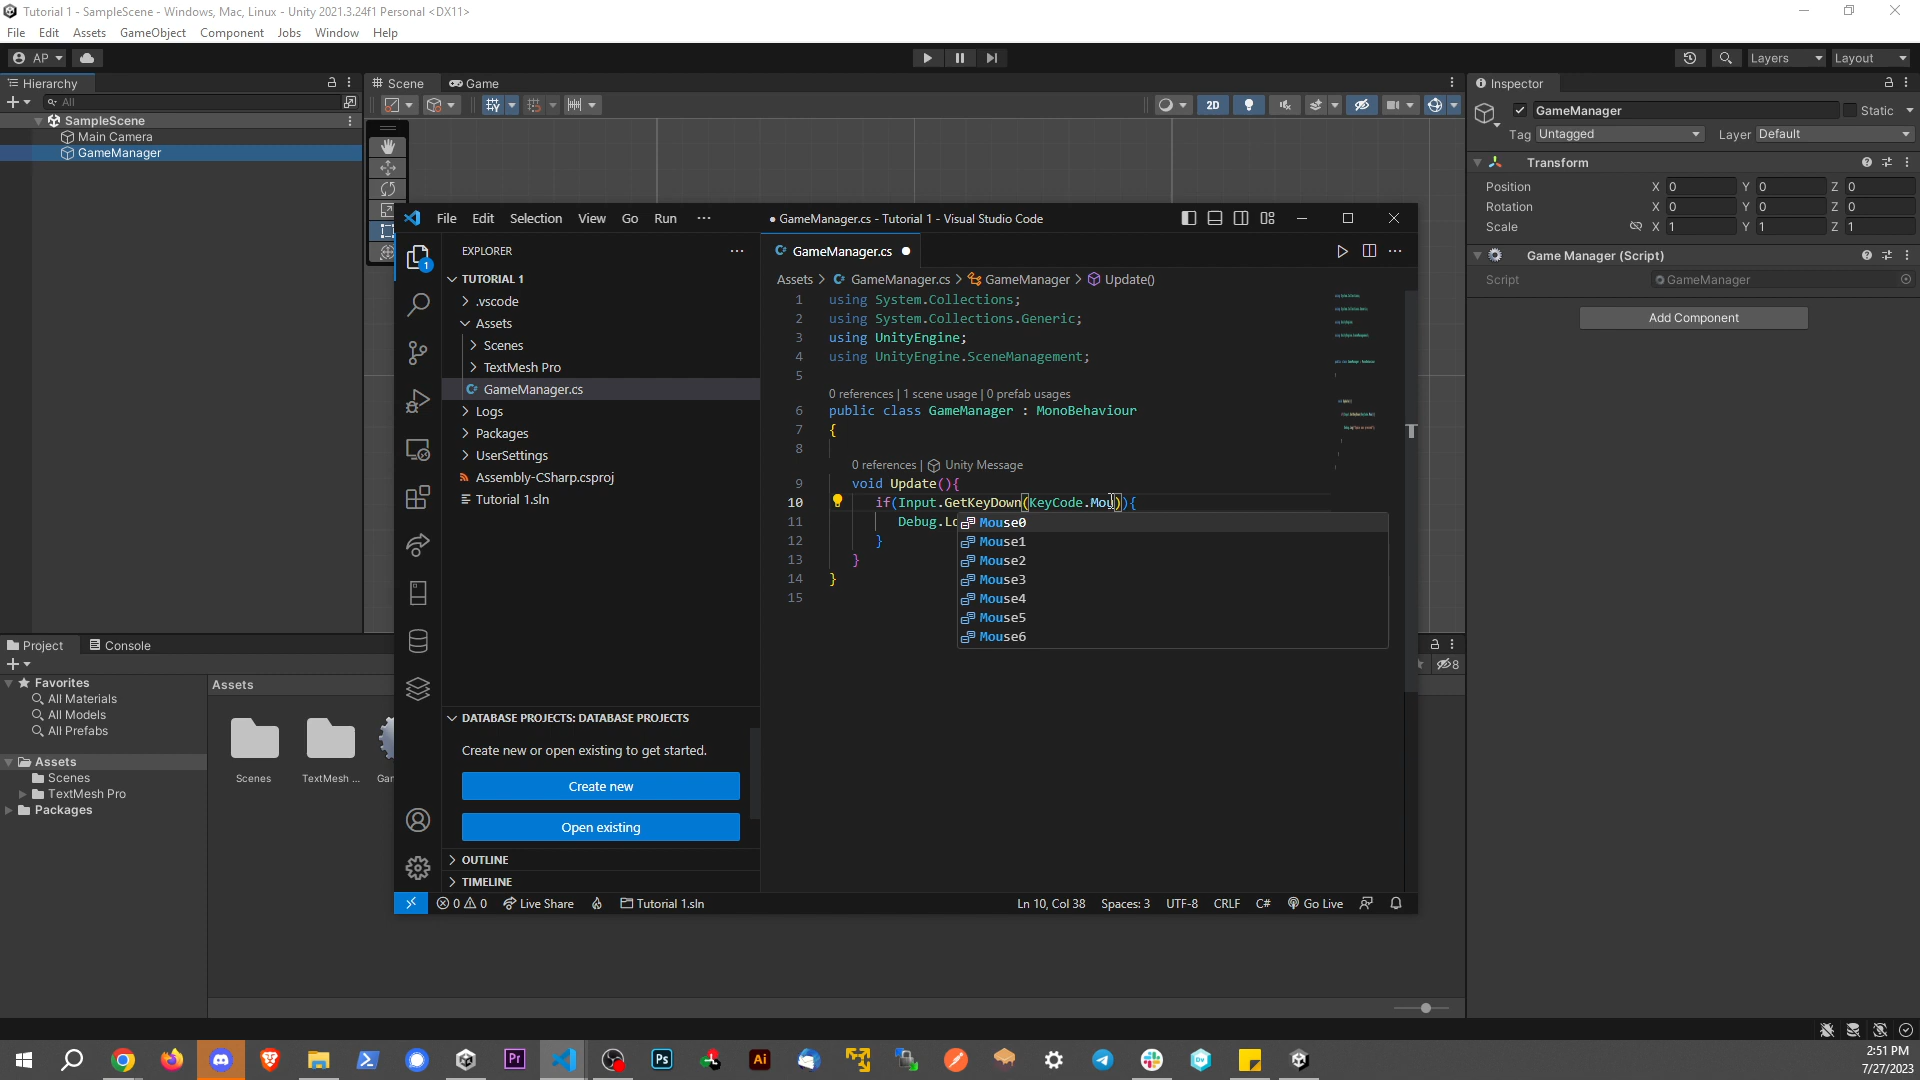 Tutorial 1 - SampleScene - Windows, Mac, Linux - Unity 2021.3.24f1 Personal <DX11>
File Edit Assets GameObject Component Jobs Window Help
AP
Layers Layout
Hierarchy
All
SampleScene
Main Camera
GameManager
Scene Game
2D
Inspector
GameManager Static
Tag Untagged Layer Default
Transform
Position X 0 Y 0 Z 0
Rotation X 0 Y 0 Z 0
Scale X 1 Y 1 Z 1
Game Manager (Script)
Script GameManager
Add Component
File Edit Selection View Go Run ··· ● GameManager.cs - Tutorial 1 - Visual Studio Code
EXPLORER
1
TUTORIAL 1
.vscode
Assets
Scenes
TextMesh Pro
GameManager.cs
Logs
Packages
UserSettings
Assembly-CSharp.csproj
Tutorial 1.sln
DATABASE PROJECTS: DATABASE PROJECTS
Create new or open existing to get started.
Create new
Open existing
OUTLINE
TIMELINE
GameManager.cs
Assets > GameManager.cs > GameManager > Update()
1 using System.Collections;
2 using System.Collections.Generic;
3 using UnityEngine;
4 using UnityEngine.SceneManagement;
5
0 references | 1 scene usage | 0 prefab usages
6 public class GameManager : MonoBehaviour
7 {
8
0 references | Unity Message
9 void Update(){
10 if(Input.GetKeyDown(KeyCode.Mou)){
11 Debug.Lo
12 }
13 }
14 }
15
Mouse0
Mouse1
Mouse2
Mouse3
Mouse4
Mouse5
Mouse6
0 0 Live Share Tutorial 1.sln Ln 10, Col 38 Spaces: 3 UTF-8 CRLF C# Go Live
Project Console
8
Favorites
All Materials
All Models
All Prefabs
Assets
Scenes
TextMesh Pro
Packages
Assets
Scenes TextMesh ... Gam
Pr Ps Ai
2:51 PM
7/27/2023